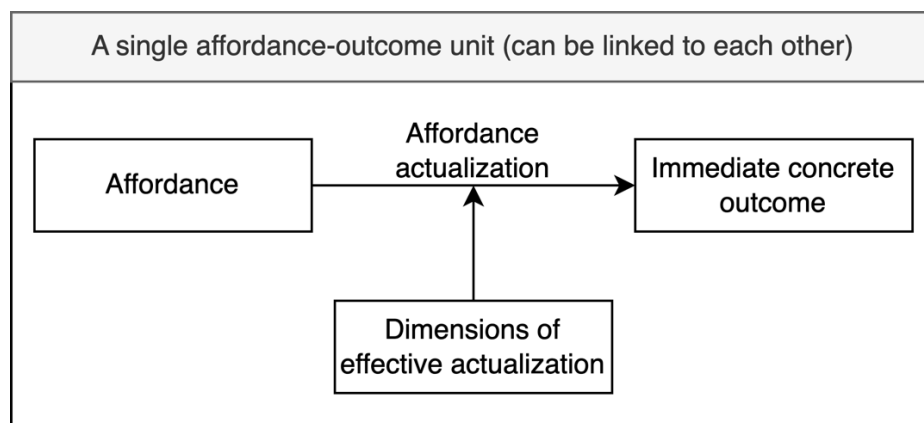 A single affordance-outcome unit (can be linked to each other)
Affordance
actualization
Affordance
Immediate concrete
outcome
Dimensions of
effective actualization